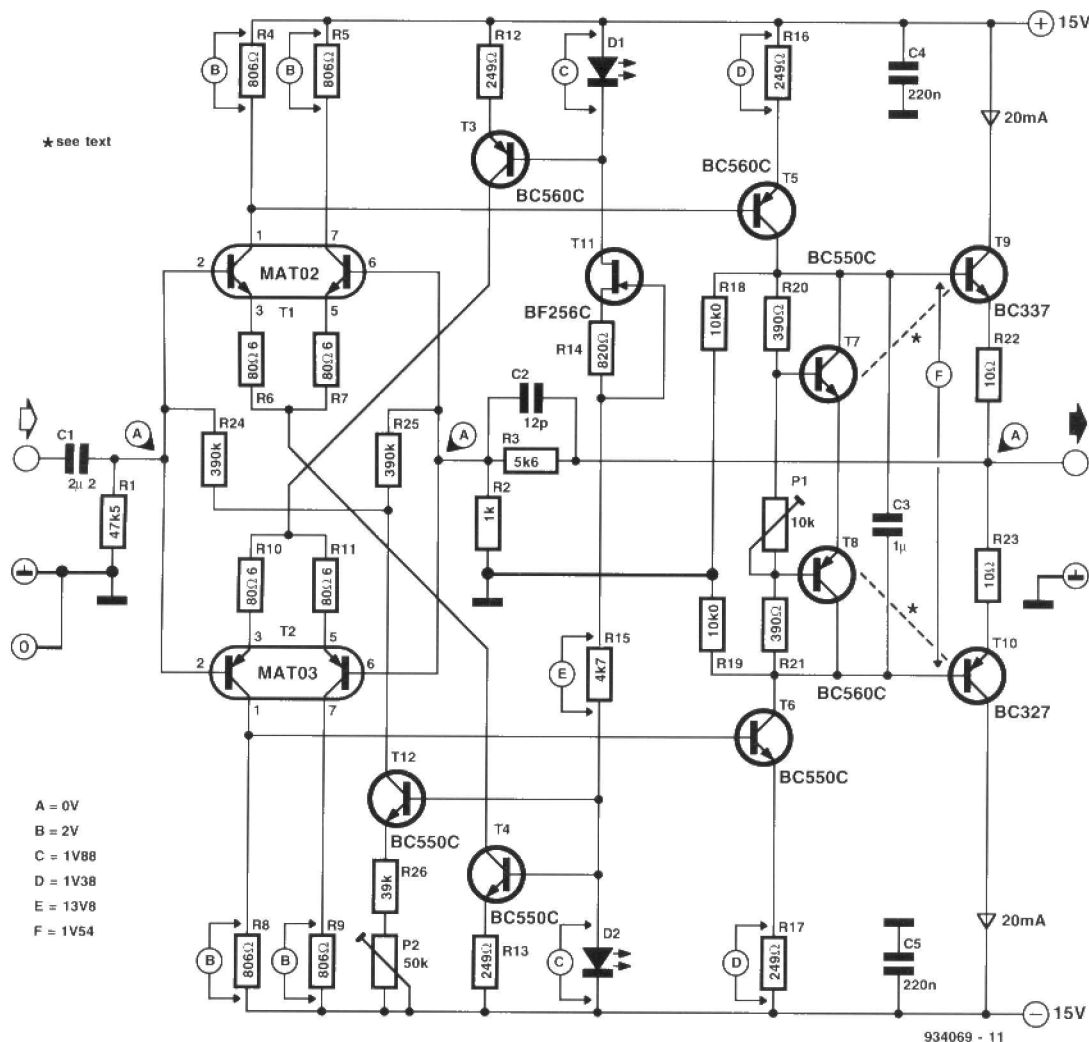 R4
R5
R12
D1
R16
+ 15V
C4
B
806Ω
B
806Ω
249Ω
C
D
249Ω
220n
20mA
* see text
T3
BC560C
BC560C
T5
1
7
T11
BC550C
T9
2
MAT02
6
BF256C
R18
R20
BC337
3
T1
5
10k0
390Ω
T7
*
80Ω6
80Ω6
R14
820Ω
R22
10Ω
R6
R7
C2
F
A
R24
R25
A
12p
A
C1
R3
390k
390k
5k6
2µ2
R1
R2
P1
C3
47k5
1k
10k
T8
1µ
R10
R11
R23
80Ω6
80Ω6
10Ω
10k0
390Ω
*
T2
R15
3
5
R19
R21
T10
0
2
MAT03
6
E
4k7
BC560C
1
7
T6
BC327
T12
BC550C
A = 0V
BC550C
T4
B = 2V
C = 1V88
R26
D = 1V38
39k
BC550C
E = 13V8
F = 1V54
R8
R9
P2
R13
D2
R17
20mA
B
806Ω
B
806Ω
50k
249Ω
C
D
249Ω
C5
220n
− 15V
934069 - 11